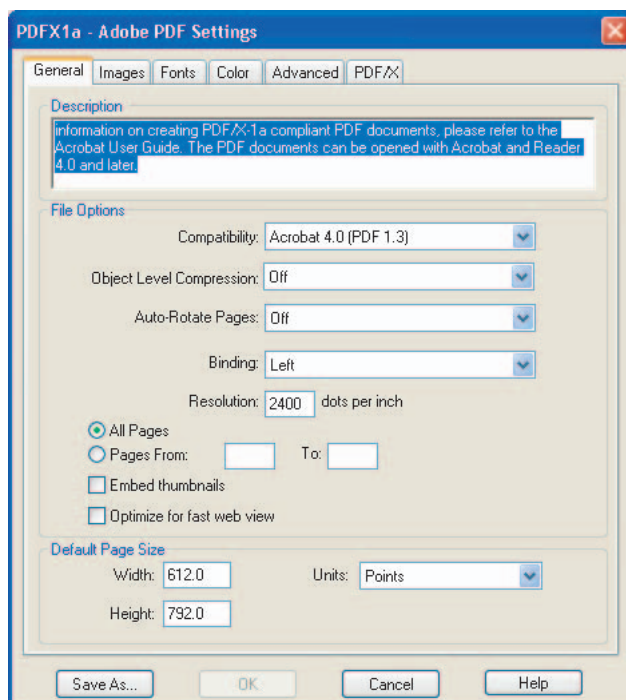 PDFX1a - Adobe PDF Settings
General Images Fonts Color Advanced PDF/X
Description
information on creating PDF/X-1a compliant PDF documents, please refer to the
Acrobat User Guide. The PDF documents can be opened with Acrobat and Reader
4.0 and later.
File Options
Compatibility: Acrobat 4.0 (PDF 1.3)
Object Level Compression: Off
Auto-Rotate Pages: Off
Binding: Left
Resolution: 2400 dots per inch
All Pages
Pages From: To:
Embed thumbnails
Optimize for fast web view
Default Page Size
Width: 612.0 Units: Points
Height: 792.0
Save As... OK Cancel Help